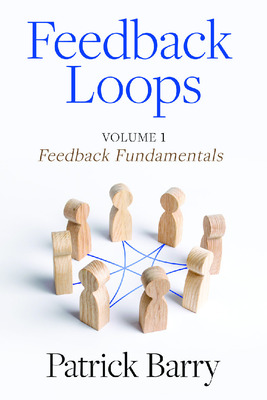 Feedback
Loops
VOLUME 1
Feedback Fundamentals
Patrick Barry